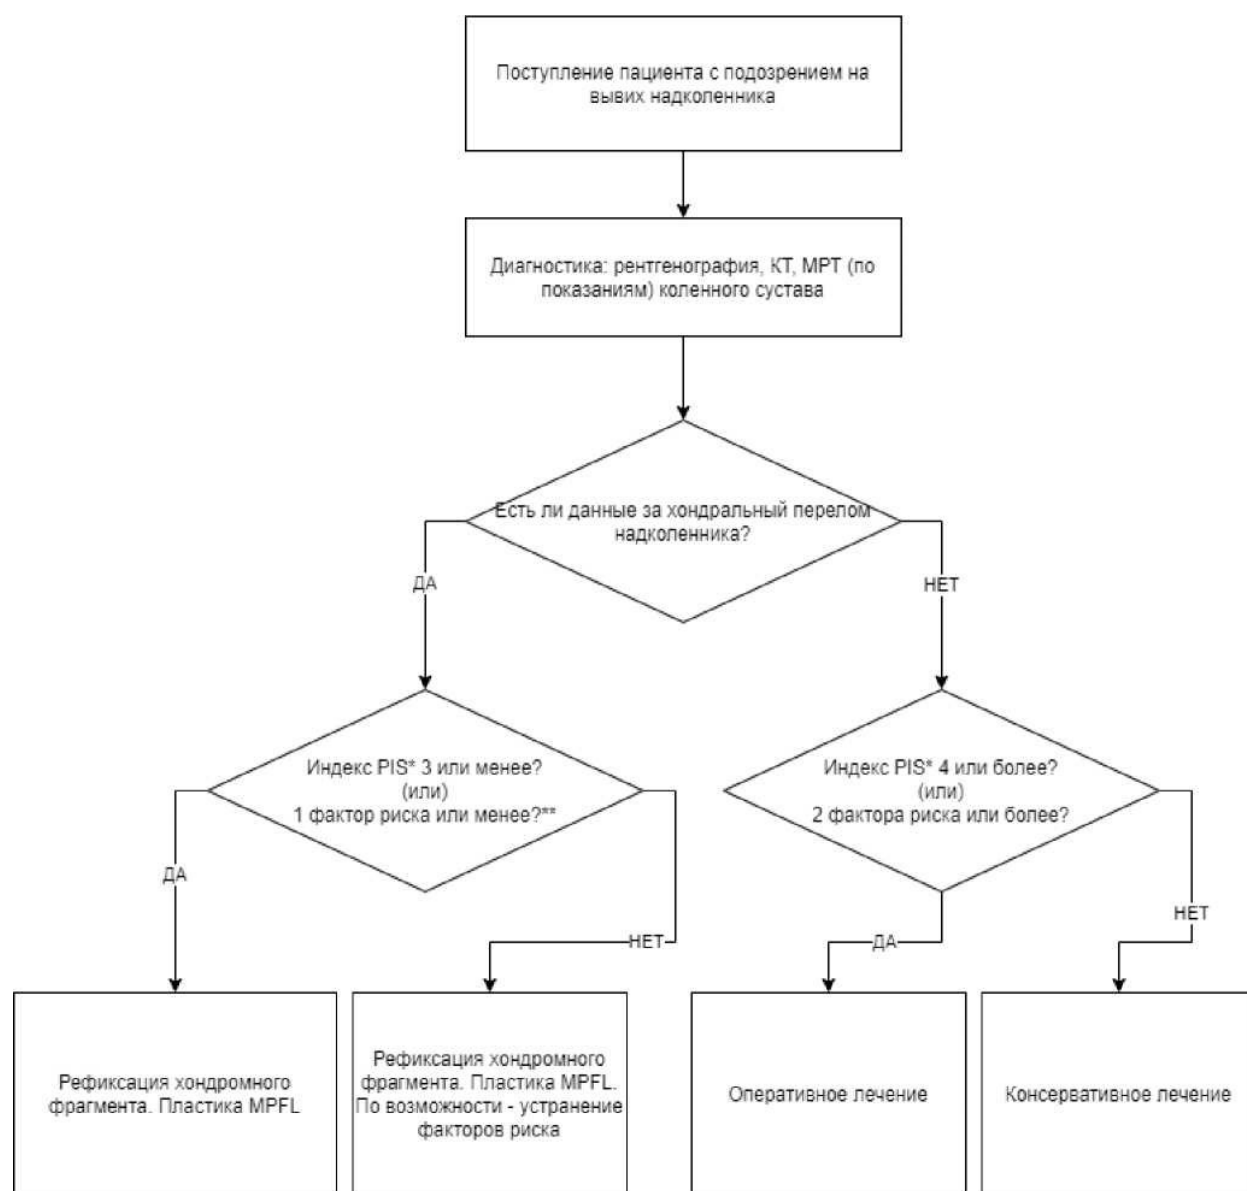 Поступление пациента с подозрением на
вывих надколенника
Диагностика: рентгенография, КТ, МРТ (по
показаниям) коленного сустава
Есть ли данные за хондральный перелом
надколенника?
ДА
НЕТ
Индекс PIS* 3 или менее?
(или)
1 фактор риска или менее?**
Индекс PIS* 4 или более?
(или)
2 фактора риска или более?
ДА
НЕТ
ДА
НЕТ
Рефиксация хондромного
фрагмента. Пластика MPFL
Рефиксация хондромного
фрагмента. Пластика MPFL.
По возможности - устранение
факторов риска
Оперативное лечение
Консервативное лечение